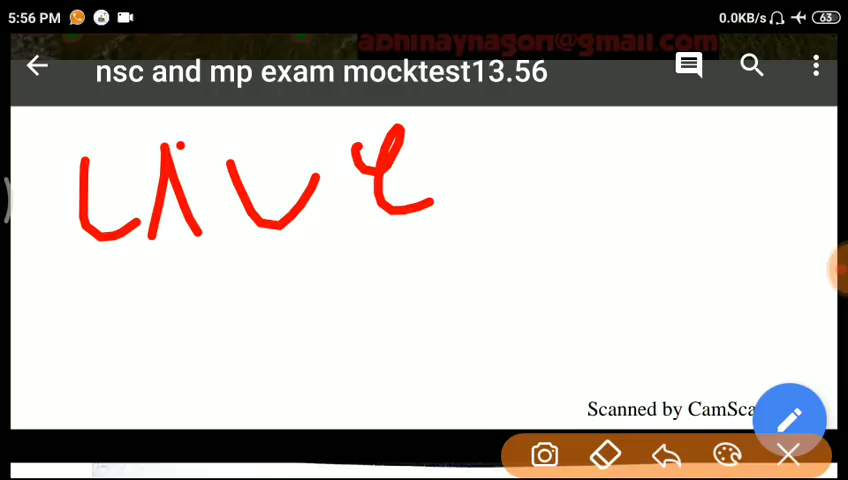 5:56 PM 0.0KB/s 63
abhinaynagori@gmail.com
nsc and mp exam mocktest13.56
Live
Scanned by CamSca